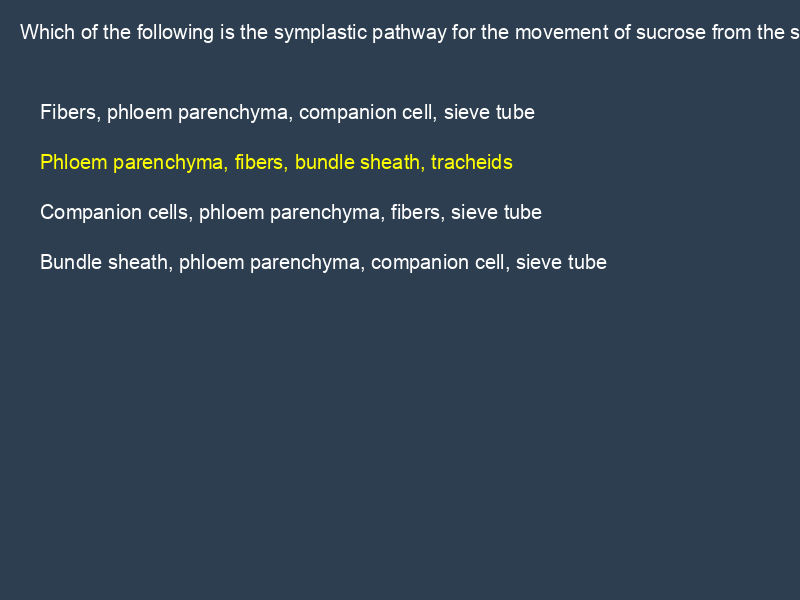 Which of the following is the symplastic pathway for the movement of sucrose from the
Fibers, phloem parenchyma, companion cell, sieve tube
Phloem parenchyma, fibers, bundle sheath, tracheids
Companion cells, phloem parenchyma, fibers, sieve tube
Bundle sheath, phloem parenchyma, companion cell, sieve tube